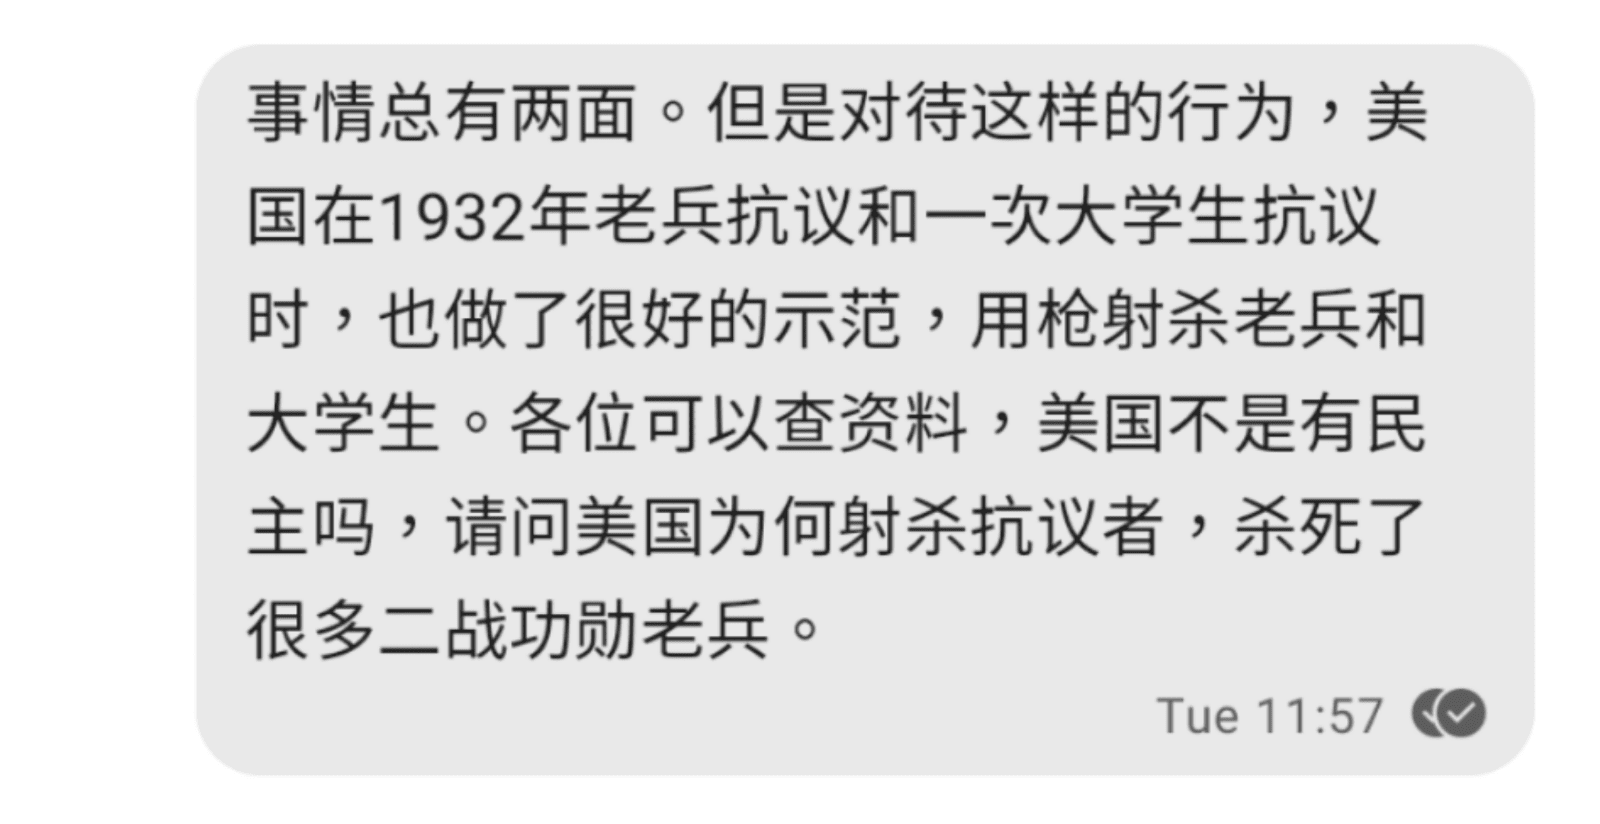 事情总有两面。但是对待这样的行为，美
国在1932年老兵抗议和一次大学生抗议
时，也做了很好的示范，用枪射杀老兵和
大学生。各位可以查资料，美国不是有民
主吗，请问美国为何射杀抗议者，杀死了
很多二战功勋老兵。
Tue 11:57